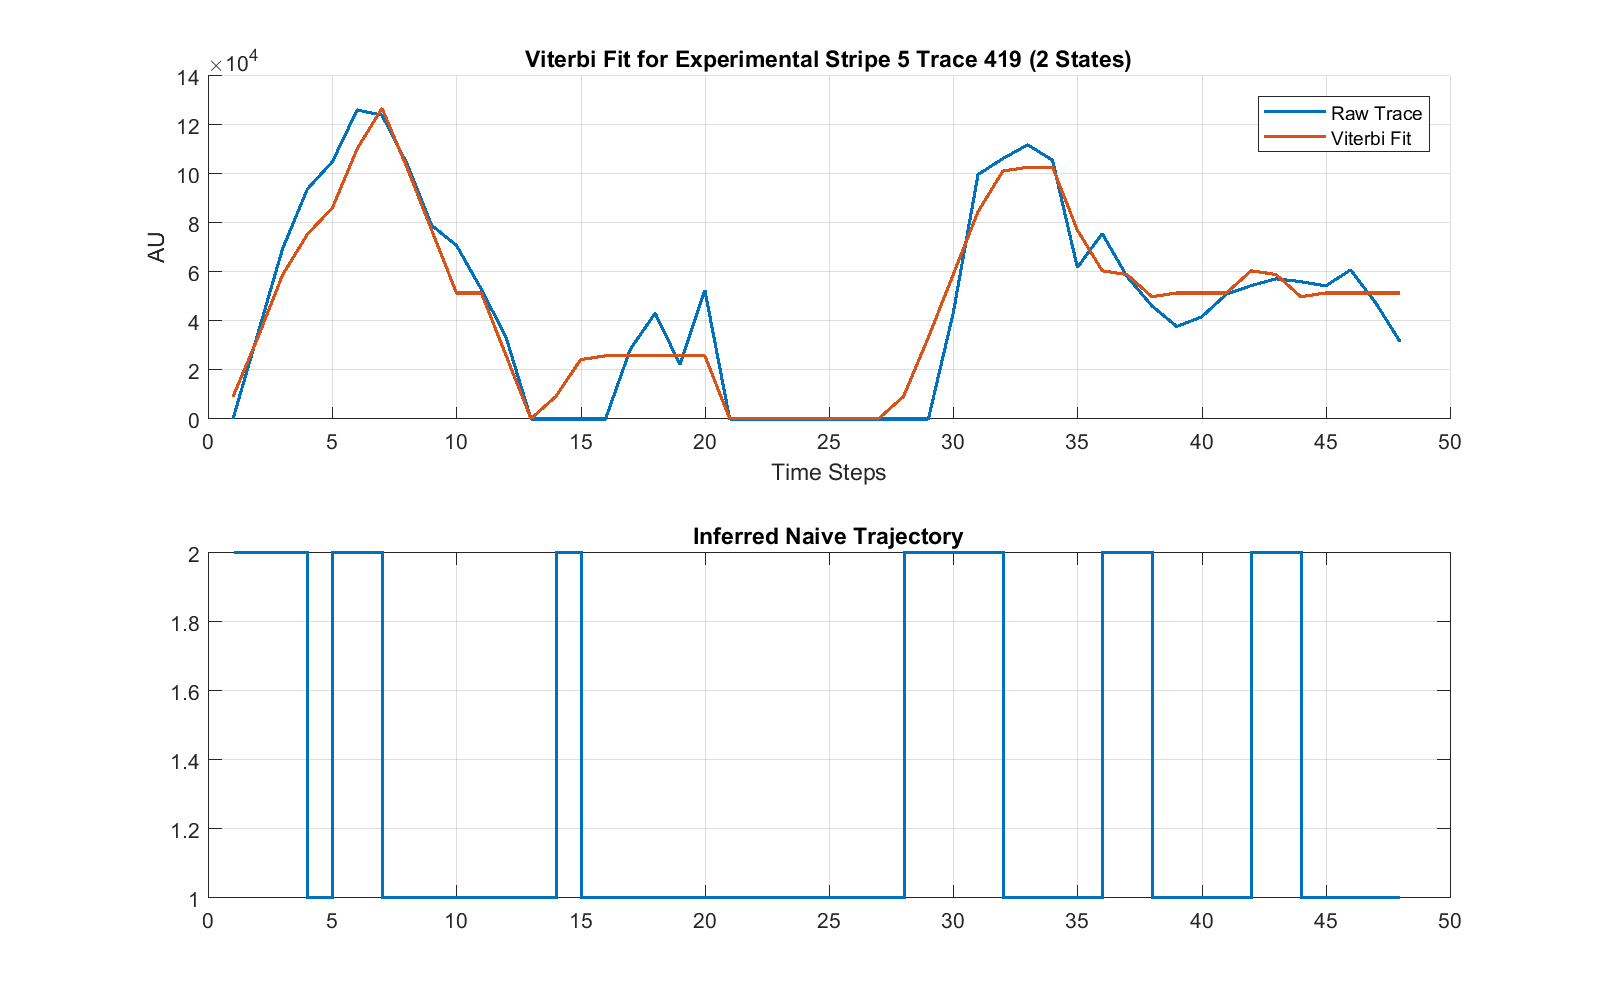 Viterbi Fit for Experimental Stripe 5 Trace 419 (2 States)
×10⁴
14
12
10
8
6
4
2
0
AU
Raw Trace
Viterbi Fit
0 5 10 15 20 25 30 35 40 45 50
Time Steps
Inferred Naive Trajectory
2
1.8
1.6
1.4
1.2
1
0 5 10 15 20 25 30 35 40 45 50